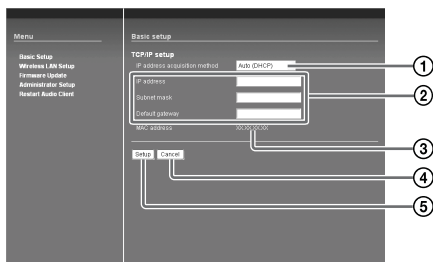 Menu
Basic Setup
Wireless LAN Setup
Firmware Update
Administrator Setup
Restart Audio Client
Basic setup
TCP/IP setup
IP address acquisition method Auto (DHCP)
IP address
Subnet mask
Default gateway
MAC address XX:XX:XX:XX
Setup Cancel
①
②
③
④
⑤